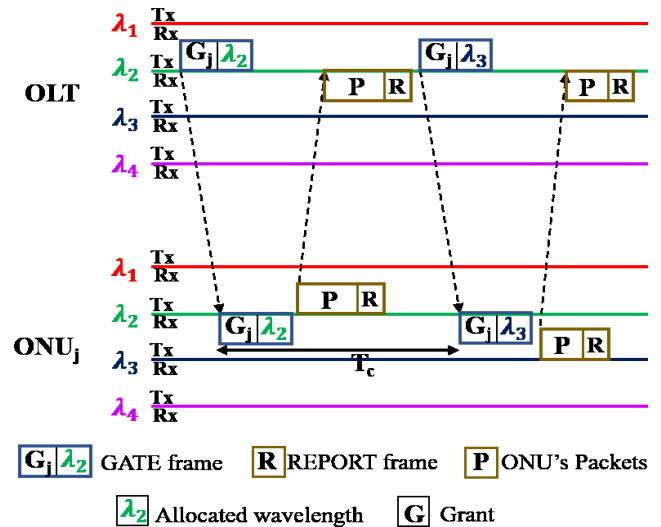 λ1 Tx
Rx
Gj λ2 Gj λ3
λ2 Tx
Rx
P R P R
OLT
λ3 Tx
Rx
λ4 Tx
Rx
λ1 Tx
Rx
P R
λ2 Tx
Rx
Gj λ2 Gj λ3
ONUj
λ3 Tx
Rx
P R
Tc
λ4 Tx
Rx
Gj λ2 GATE frame R REPORT frame P ONU's Packets
λ2 Allocated wavelength G Grant